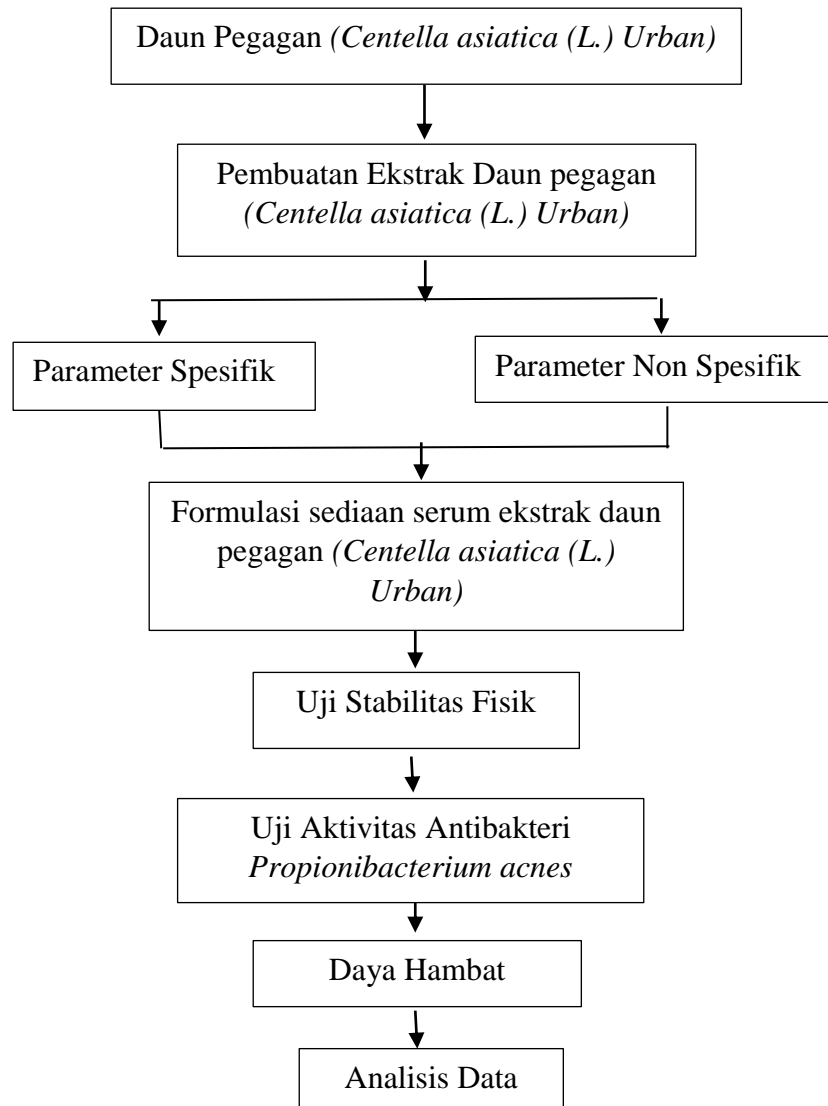 Daun Pegagan (Centella asiatica (L.) Urban)
Pembuatan Ekstrak Daun pegagan
(Centella asiatica (L.) Urban)
Parameter Spesifik
Parameter Non Spesifik
Formulasi sediaan serum ekstrak daun
pegagan (Centella asiatica (L.)
Urban)
Uji Stabilitas Fisik
Uji Aktivitas Antibakteri
Propionibacterium acnes
Daya Hambat
Analisis Data